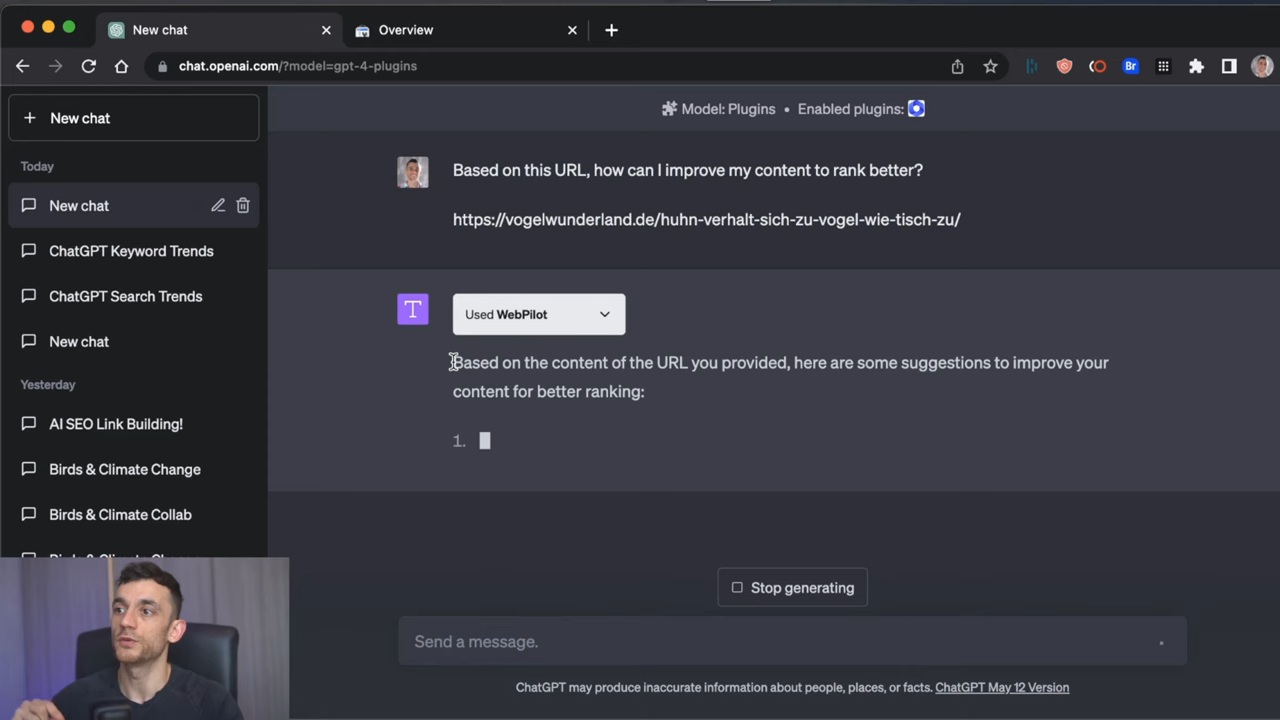 New chat
Overview
chat.openai.com/?model=gpt-4-plugins
Br
New chat
Model: Plugins • Enabled plugins:
Today
New chat
ChatGPT Keyword Trends
ChatGPT Search Trends
New chat
Yesterday
AI SEO Link Building!
Birds & Climate Change
Birds & Climate Collab
Based on this URL, how can I improve my content to rank better?
https://vogelwunderland.de/huhn-verhalt-sich-zu-vogel-wie-tisch-zu/
T
Used WebPilot
Based on the content of the URL you provided, here are some suggestions to improve your
content for better ranking:
1.
Stop generating
Send a message.
ChatGPT may produce inaccurate information about people, places, or facts. ChatGPT May 12 Version